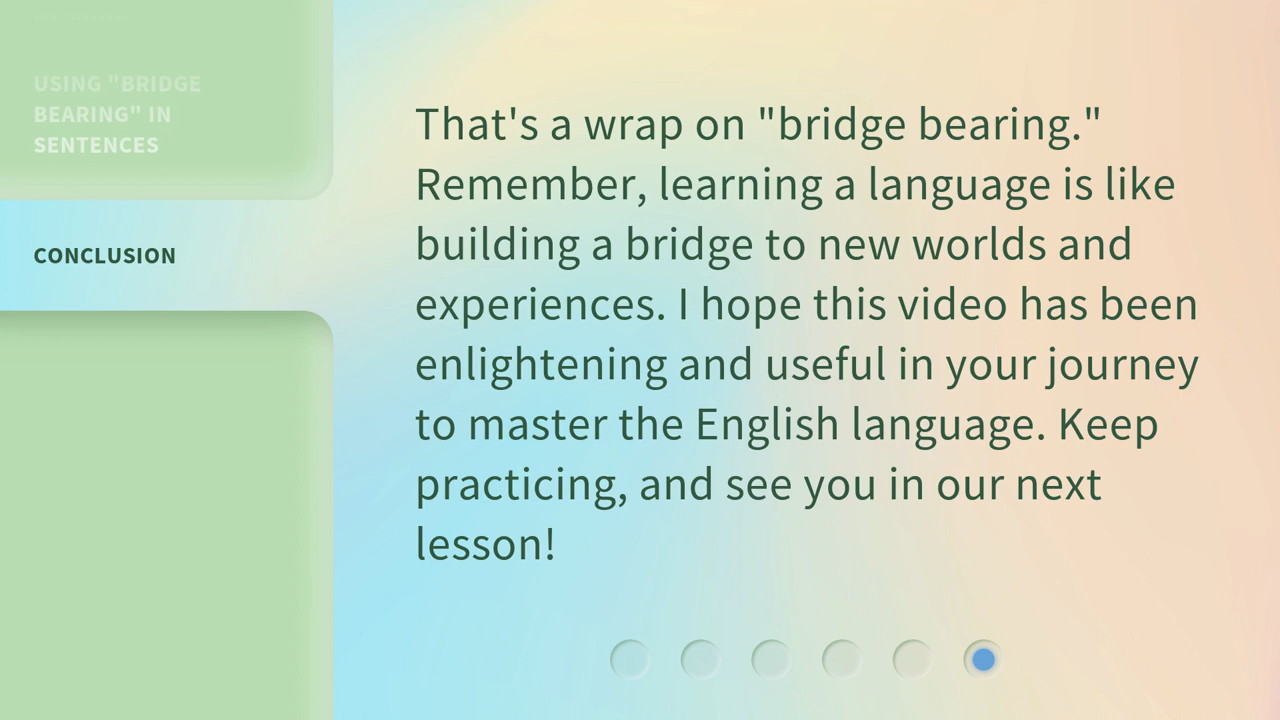 USING "BRIDGE
BEARING" IN
SENTENCES
CONCLUSION
That's a wrap on "bridge bearing."
Remember, learning a language is like
building a bridge to new worlds and
experiences. I hope this video has been
enlightening and useful in your journey
to master the English language. Keep
practicing, and see you in our next
lesson!